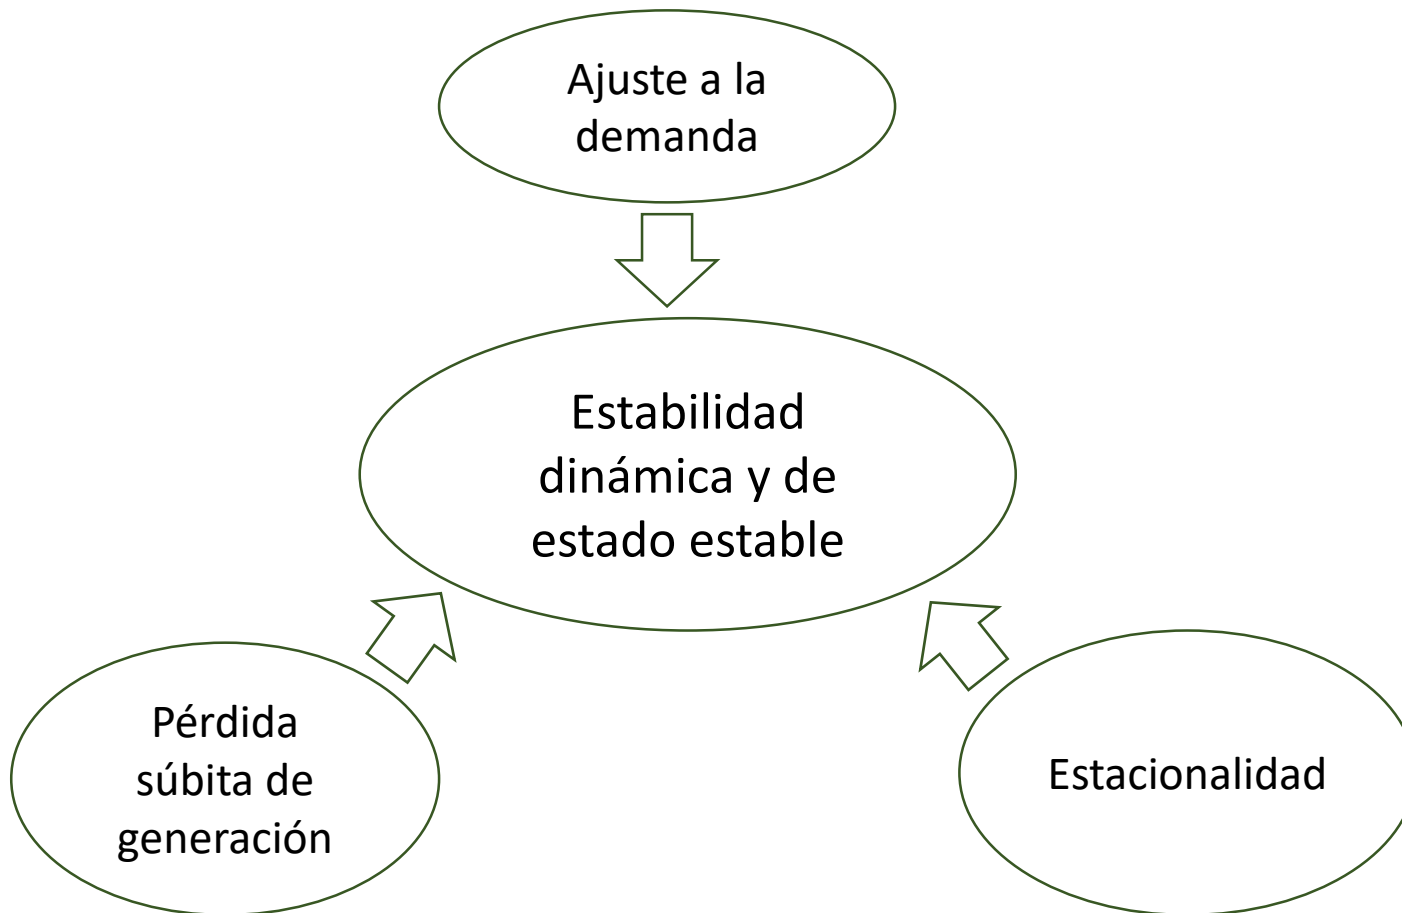 Ajuste a la
demanda
Estabilidad
dinámica y de
estado estable
Pérdida
súbita de
generación
Estacionalidad